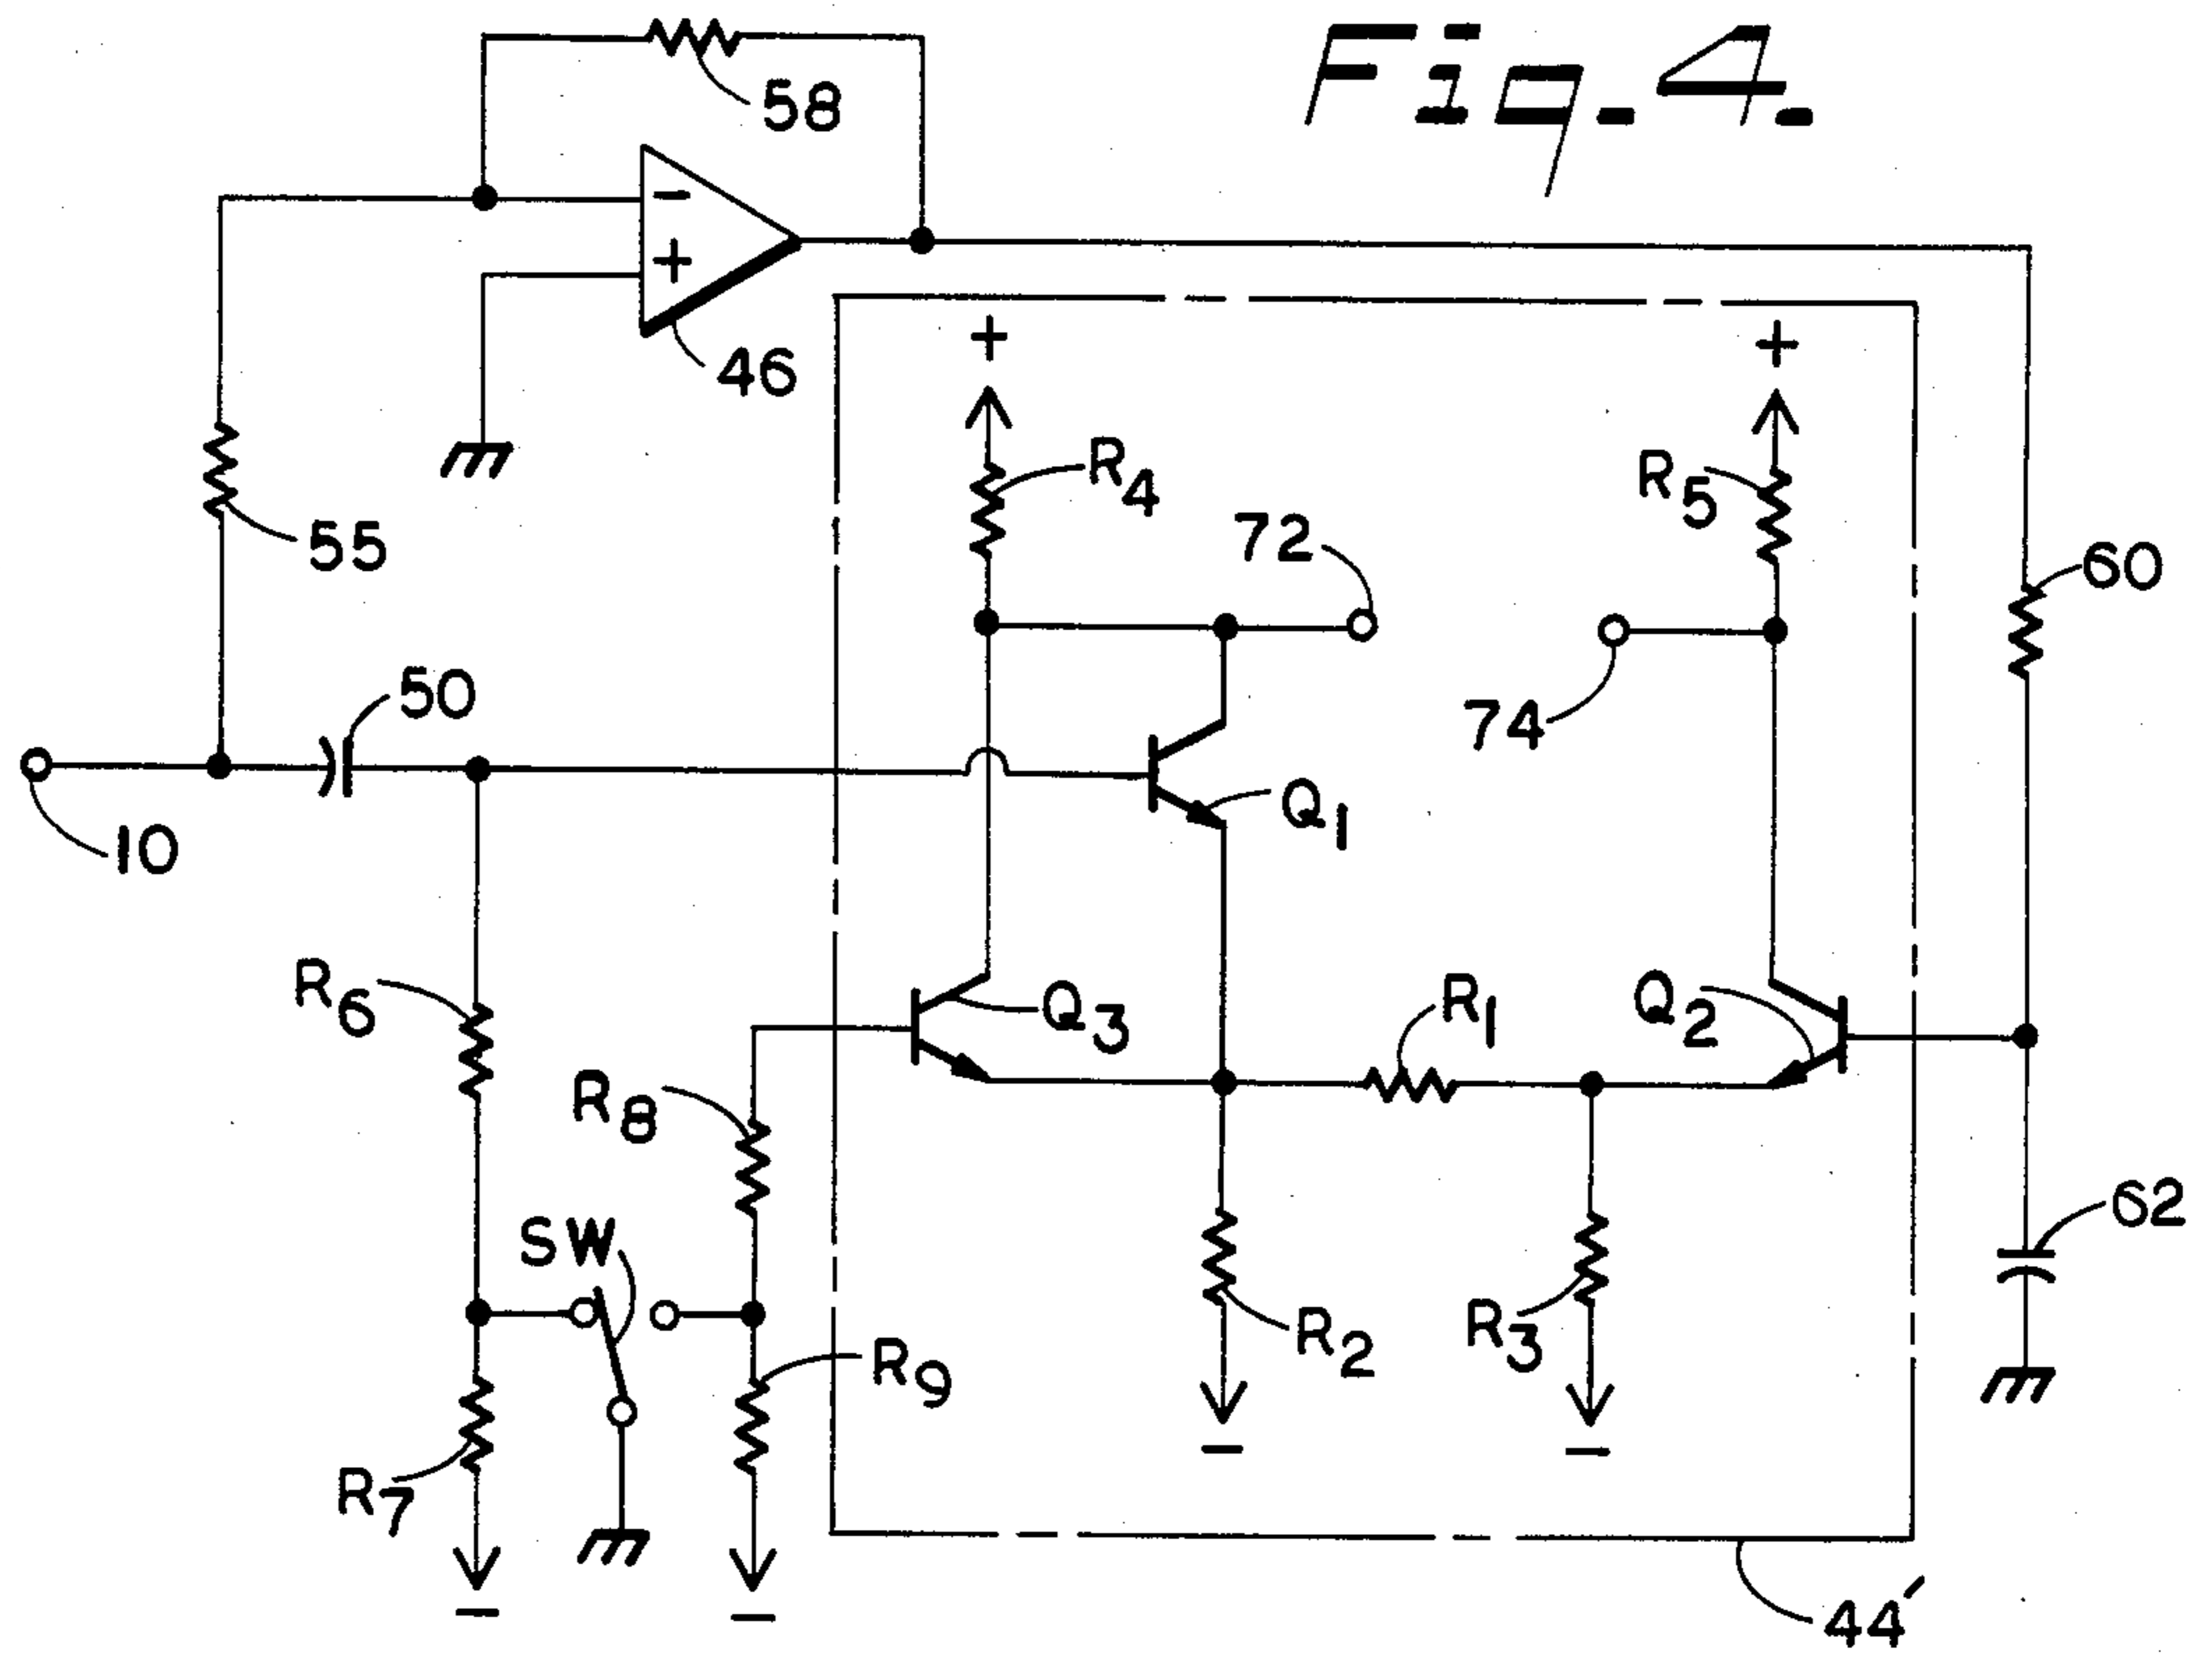 Fig. 4.
58
-
+
46
+
+
R4
R5
72
55
60
50
74
10
Q1
R6
Q3
R1
Q2
R8
62
SW
R2
R3
R9
R7
-
-
-
-
44′